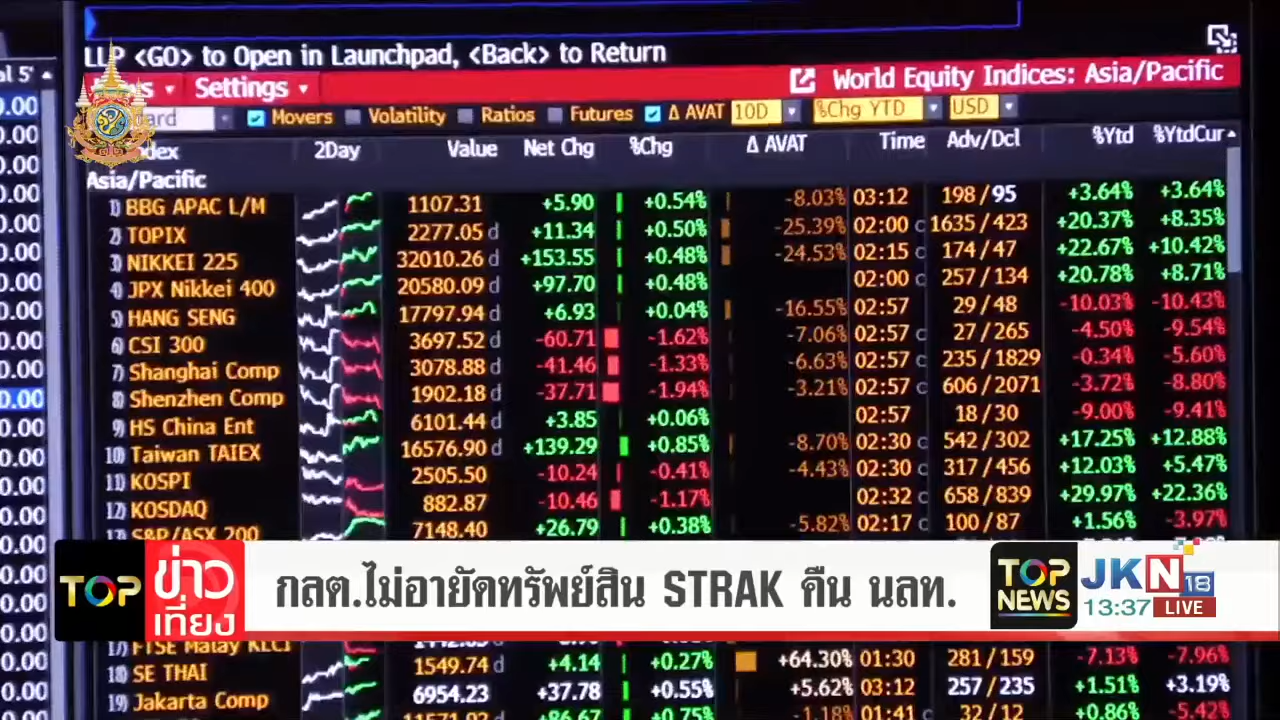 LLP <GO> to Open in Launchpad, <Back> to Return
Settings World Equity Indices: Asia/Pacific
Movers Volatility Ratios Futures Δ AVAT 10D %Chg YTD USD
2Day Value Net Chg %Chg Δ AVAT Time Adv/Dcl %Ytd %YtdCur
Asia/Pacific
1) BBG APAC L/M 1107.31 +5.90 +0.54% -8.03% 03:12 198/95 +3.64% +3.64%
2) TOPIX 2277.05 d +11.34 +0.50% -25.39% 02:00 c 1635/423 +20.37% +8.35%
3) NIKKEI 225 32010.26 d +153.55 +0.48% -24.53% 02:15 c 174/47 +22.67% +10.42%
4) JPX Nikkei 400 20580.09 d +97.70 +0.48% 02:00 c 257/134 +20.78% +8.71%
5) HANG SENG 17797.94 d +6.93 +0.04% -16.55% 02:57 29/48 -10.03% -10.43%
6) CSI 300 3697.52 d -60.71 -1.62% -7.06% 02:57 c 27/265 -4.50% -9.54%
7) Shanghai Comp 3078.88 d -41.46 -1.33% -6.63% 02:57 c 235/1829 -0.34% -5.60%
8) Shenzhen Comp 1902.18 d -37.71 -1.94% -3.21% 02:57 c 606/2071 -3.72% -8.80%
9) HS China Ent 6101.44 d +3.85 +0.06% 02:57 18/30 -9.00% -9.41%
10) Taiwan TAIEX 16576.90 d +139.29 +0.85% -8.70% 02:30 c 542/302 +17.25% +12.88%
11) KOSPI 2505.50 -10.24 -0.41% -4.43% 02:30 c 317/456 +12.03% +5.47%
12) KOSDAQ 882.87 -10.46 -1.17% 02:32 c 658/839 +29.97% +22.36%
13) S&P/ASX 200 7148.40 +26.79 +0.38% -5.82% 02:17 c 100/87 +1.56% -3.97%
TOP ข่าวเที่ยง
กลต.ไม่อายัดทรัพย์สิน STRAK คืน นลท.
TOP NEWS JKN 18
13:37 LIVE
17) FTSE Malay KLCI -7.13% -7.96%
18) SE THAI 1549.74 d +4.14 +0.27% +64.30% 01:30 281/159 +1.51% +3.19%
19) Jakarta Comp 6954.23 +37.78 +0.55% +5.62% 03:12 257/235 +0.86% -5.42%